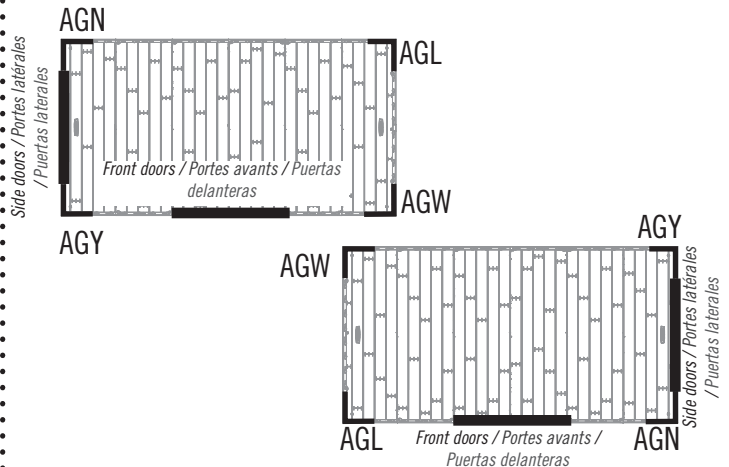 AGN
AGL
Side doors / Portes latérales
/ Puertas laterales
Front doors / Portes avants / Puertas
delanteras
AGW
AGY
AGY
AGW
Side doors / Portes latérales
/ Puertas laterales
AGL
Front doors / Portes avants /
Puertas delanteras
AGN